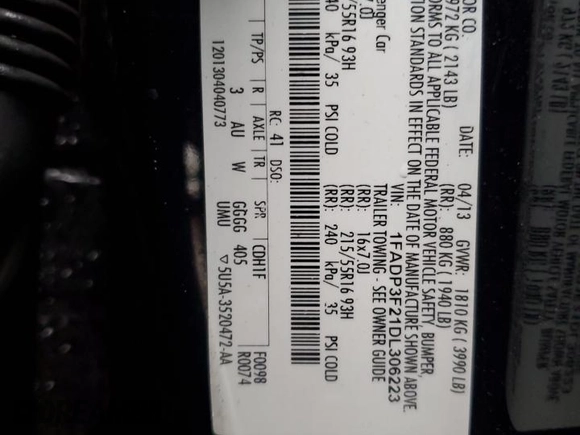 OR CO. DATE: 04/13 GVWR: 1810 KG ( 3990 LB)
972 KG ( 2143 LB) (RR): 880 KG ( 1940 LB)
ORMS TO ALL APPLICABLE FEDERAL MOTOR VEHICLE SAFETY, BUMPER,
TION STANDARDS IN EFFECT ON THE DATE OF MANUFACTURE SHOWN ABOVE
VIN: 1FADP3F21DL306223
enger Car TRAILER TOWING - SEE OWNER GUIDE
7.0J (RR): 16x7.0J
/55R16 93H (RR): 215/55R16 93H
40 kPa/ 35 PSI COLD (RR): 240 kPa/ 35 PSI COLD
RC: 41 DSO: F0098
TP/PS R AXLE TR SPR CDH1F R0074
3 AU W GGGG 405 ▽5U5A-3520472-AA
1201304040773 UMU